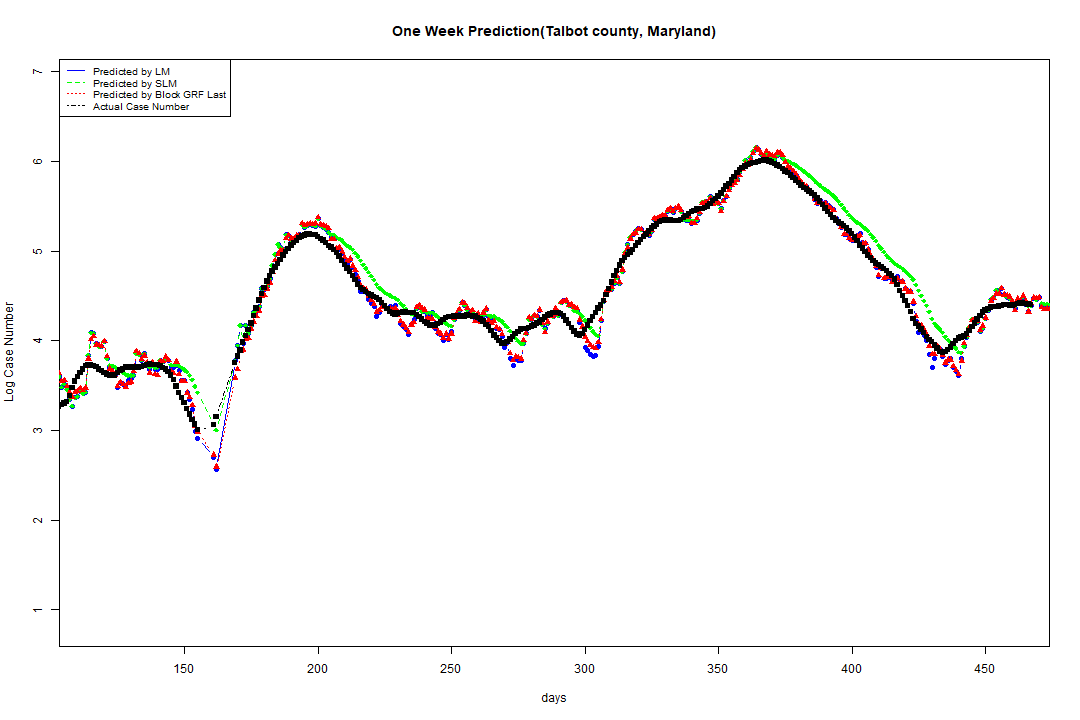 One Week Prediction(Talbot county, Maryland)
Predicted by LM
Predicted by SLM
Predicted by Block GRF Last
Actual Case Number
7
6
5
4
3
2
1
Log Case Number
150 200 250 300 350 400 450
days